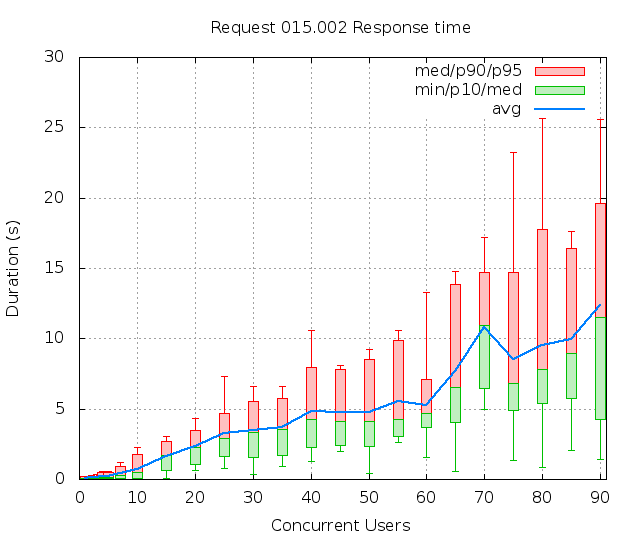 Request 015.002 Response time
30
25
20
15
10
5
0
Duration (s)
med/p90/p95
min/p10/med
avg
0 10 20 30 40 50 60 70 80 90
Concurrent Users